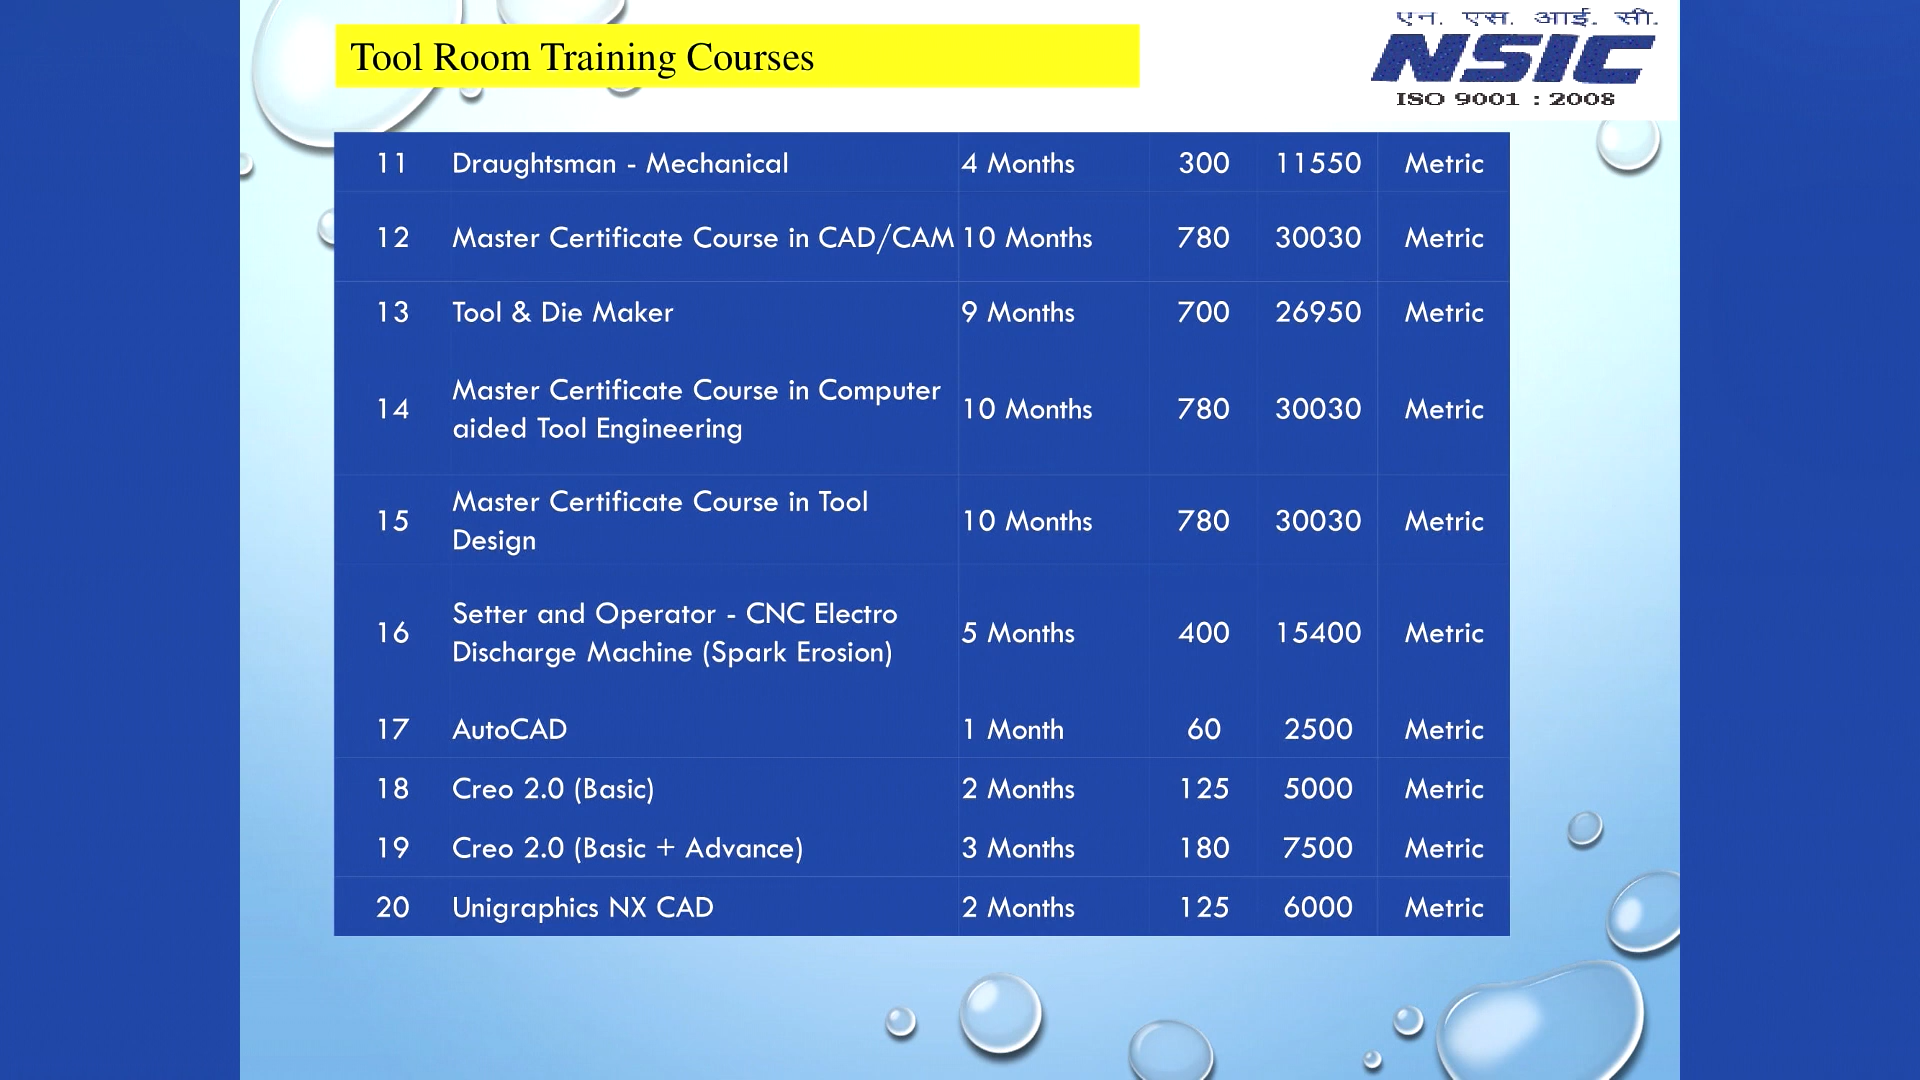 Tool Room Training Courses
एन. एस. आई. सी.
NSIC
ISO 9001 : 2008
11 Draughtsman - Mechanical 4 Months 300 11550 Metric
12 Master Certificate Course in CAD/CAM 10 Months 780 30030 Metric
13 Tool & Die Maker 9 Months 700 26950 Metric
14 Master Certificate Course in Computer
aided Tool Engineering 10 Months 780 30030 Metric
15 Master Certificate Course in Tool
Design 10 Months 780 30030 Metric
16 Setter and Operator - CNC Electro
Discharge Machine (Spark Erosion) 5 Months 400 15400 Metric
17 AutoCAD 1 Month 60 2500 Metric
18 Creo 2.0 (Basic) 2 Months 125 5000 Metric
19 Creo 2.0 (Basic + Advance) 3 Months 180 7500 Metric
20 Unigraphics NX CAD 2 Months 125 6000 Metric